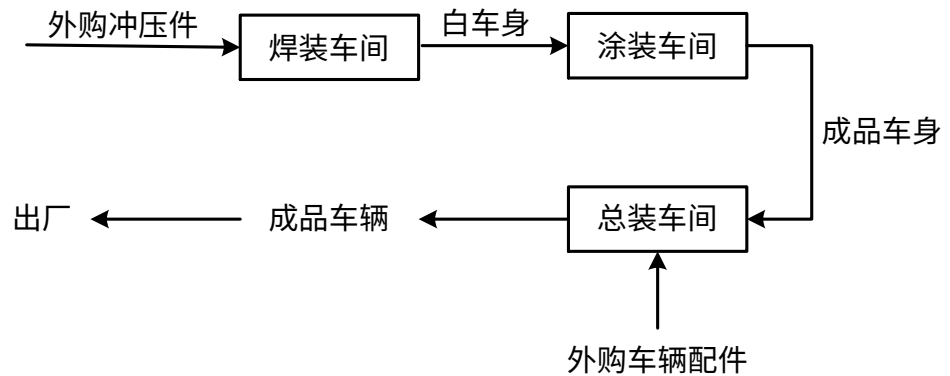 外购冲压件
焊装车间
白车身
涂装车间
成品车身
总装车间
成品车辆
出厂
外购车辆配件